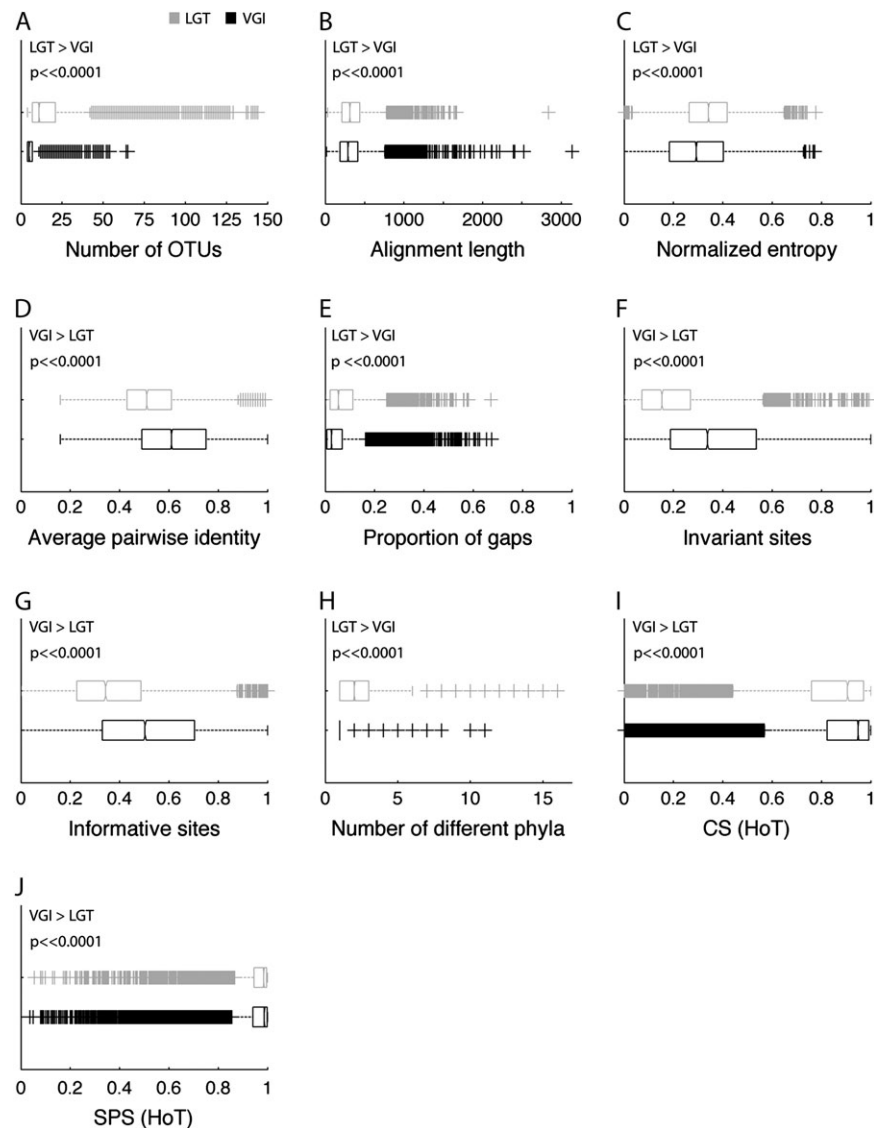 A
LGT VGI
LGT > VGI
p<<0.0001
0 25 50 75 100 125 150
Number of OTUs
B
LGT > VGI
p<<0.0001
0 1000 2000 3000
Alignment length
C
LGT > VGI
p<<0.0001
0 0.2 0.4 0.6 0.8 1
Normalized entropy
D
VGI > LGT
p<<0.0001
0 0.2 0.4 0.6 0.8 1
Average pairwise identity
E
LGT > VGI
p <<0.0001
0 0.2 0.4 0.6 0.8 1
Proportion of gaps
F
VGI > LGT
p<<0.0001
0 0.2 0.4 0.6 0.8 1
Invariant sites
G
VGI > LGT
p<<0.0001
0 0.2 0.4 0.6 0.8 1
Informative sites
H
LGT > VGI
p<<0.0001
0 5 10 15
Number of different phyla
I
VGI > LGT
p<<0.0001
0 0.2 0.4 0.6 0.8 1
CS (HoT)
J
VGI > LGT
p<<0.0001
0 0.2 0.4 0.6 0.8 1
SPS (HoT)